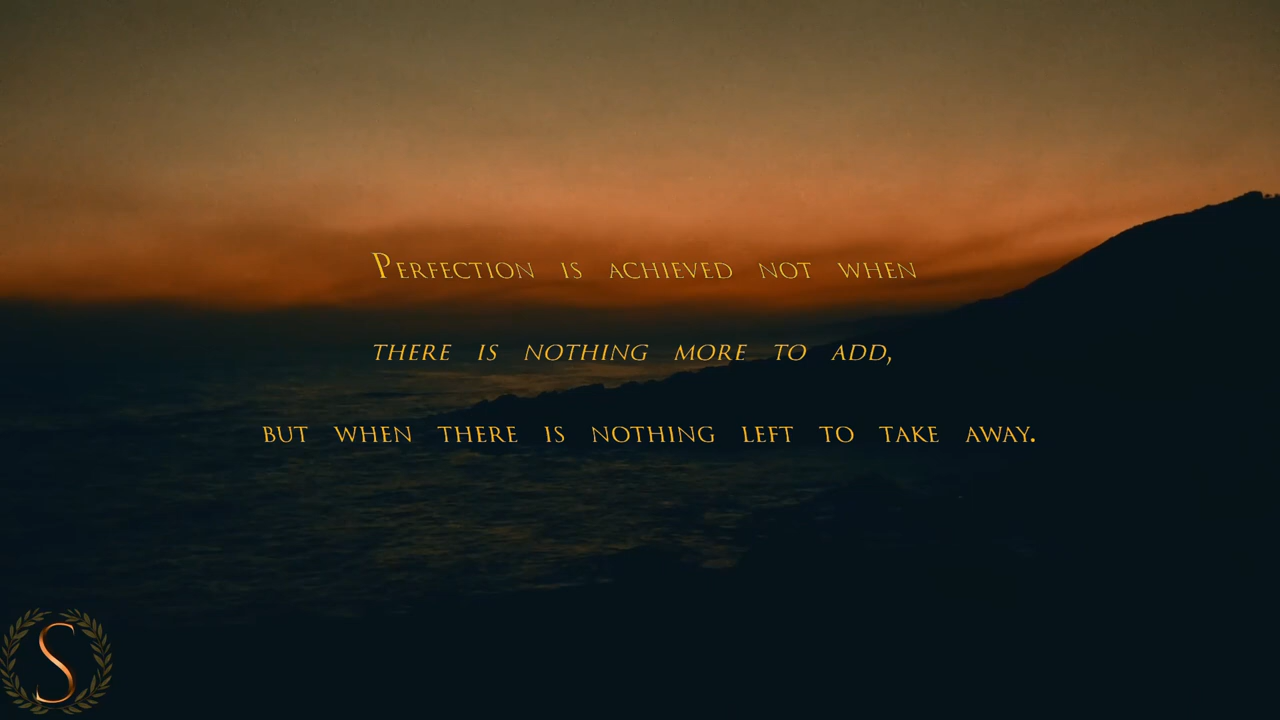 Perfection is achieved not when
there is nothing more to add,
but when there is nothing left to take away.
S